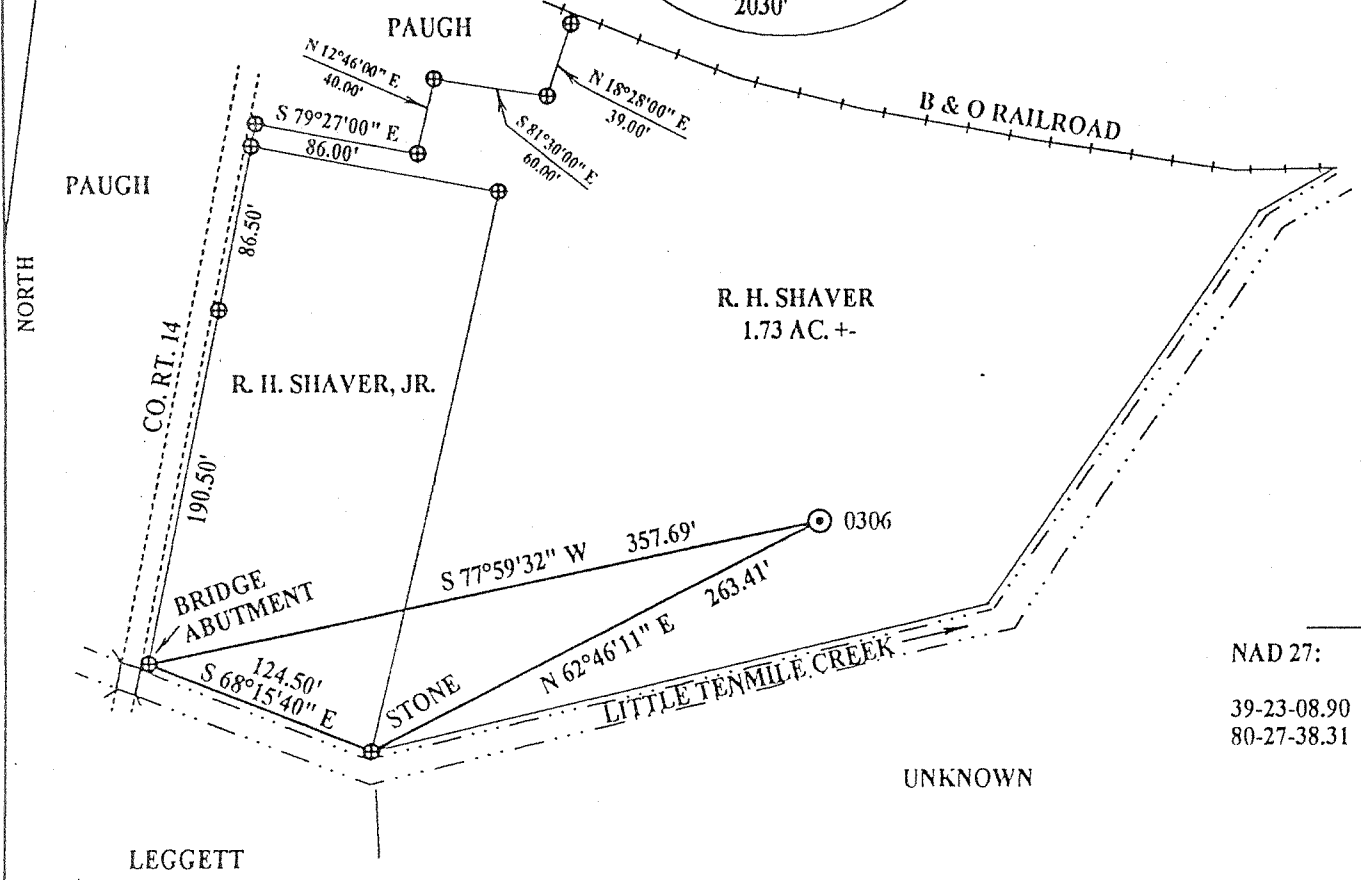 2030'
PAUGH
N 12°46'00" E
40.00'
N 18°28'00" E
39.00'
B & O RAILROAD
S 79°27'00" E
86.00'
S 81°30'00" E
60.00'
PAUGH
86.50'
NORTH
R. H. SHAVER
1.73 AC. +-
CO. RT. 14
R. H. SHAVER, JR.
190.50'
0306
S 77°59'32" W 357.69'
BRIDGE
ABUTMENT
N 62°46'11" E 263.41'
124.50'
S 68°15'40" E
STONE
LITTLE TENMILE CREEK
NAD 27:
39-23-08.90
80-27-38.31
UNKNOWN
LEGGETT